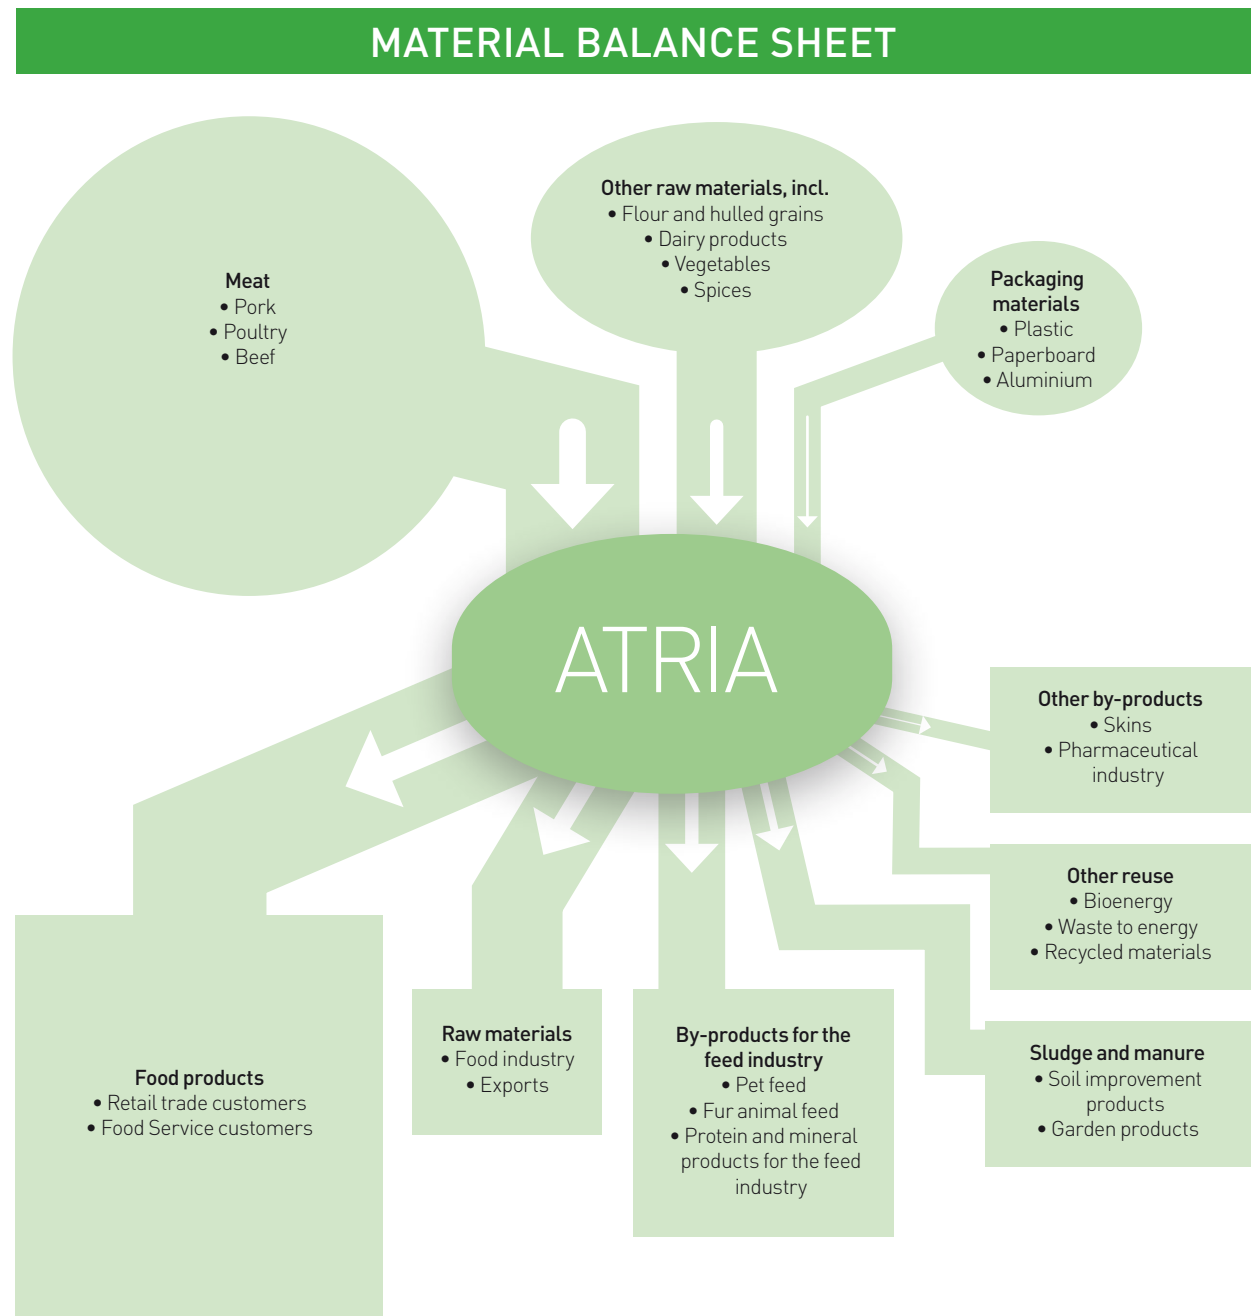 MATERIAL BALANCE SHEET
Meat
• Pork
• Poultry
• Beef
Other raw materials, incl.
• Flour and hulled grains
• Dairy products
• Vegetables
• Spices
Packaging
materials
• Plastic
• Paperboard
• Aluminium
ATRIA
Food products
• Retail trade customers
• Food Service customers
Raw materials
• Food industry
• Exports
By-products for the
feed industry
• Pet feed
• Fur animal feed
• Protein and mineral
products for the feed
industry
Other by-products
• Skins
• Pharmaceutical
industry
Other reuse
• Bioenergy
• Waste to energy
• Recycled materials
Sludge and manure
• Soil improvement
products
• Garden products